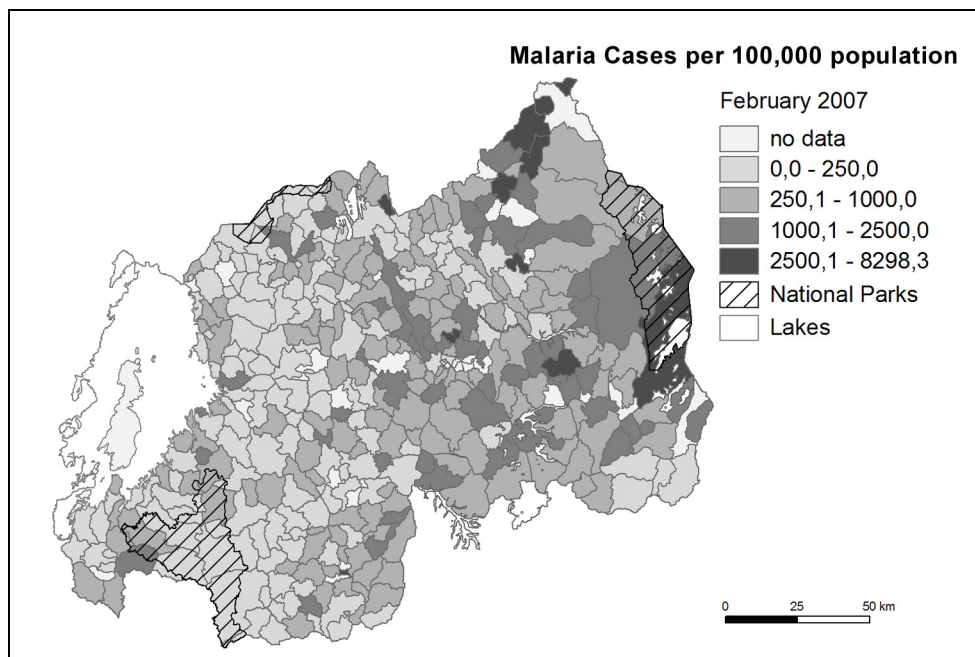 Malaria Cases per 100,000 population
February 2007
no data
0,0 - 250,0
250,1 - 1000,0
1000,1 - 2500,0
2500,1 - 8298,3
National Parks
Lakes
0 25 50 km